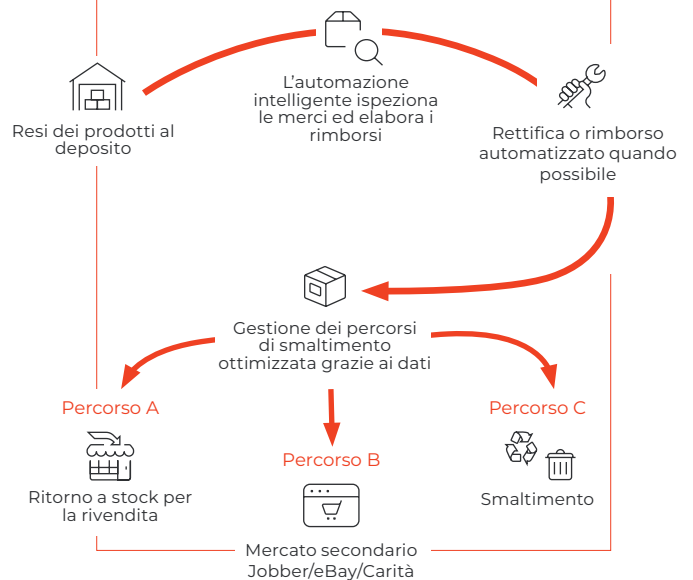 Resi dei prodotti al
deposito
L’automazione
intelligente ispeziona
le merci ed elabora i
rimborsi
Rettifica o rimborso
automatizzato quando
possibile
Gestione dei percorsi
di smaltimento
ottimizzata grazie ai dati
Percorso A
Ritorno a stock per
la rivendita
Percorso B
Mercato secondario
Jobber/eBay/Carità
Percorso C
Smaltimento